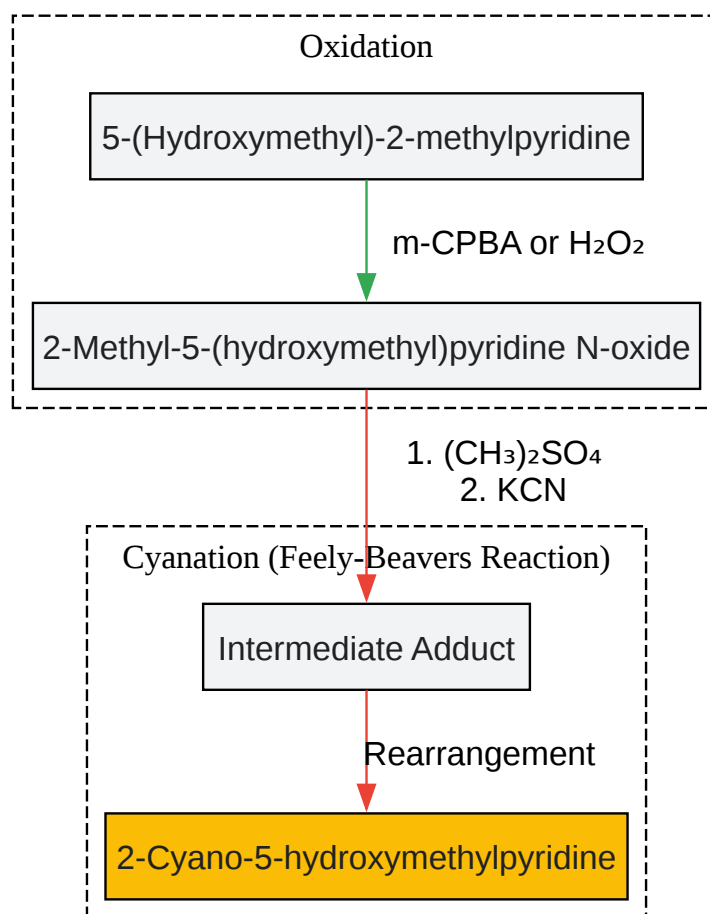 Oxidation
5-(Hydroxymethyl)-2-methylpyridine
m-CPBA or H₂O₂
2-Methyl-5-(hydroxymethyl)pyridine N-oxide
1. (CH₃)₂SO₄
2. KCN
Cyanation (Feely-Beavers Reaction)
Intermediate Adduct
Rearrangement
2-Cyano-5-hydroxymethylpyridine